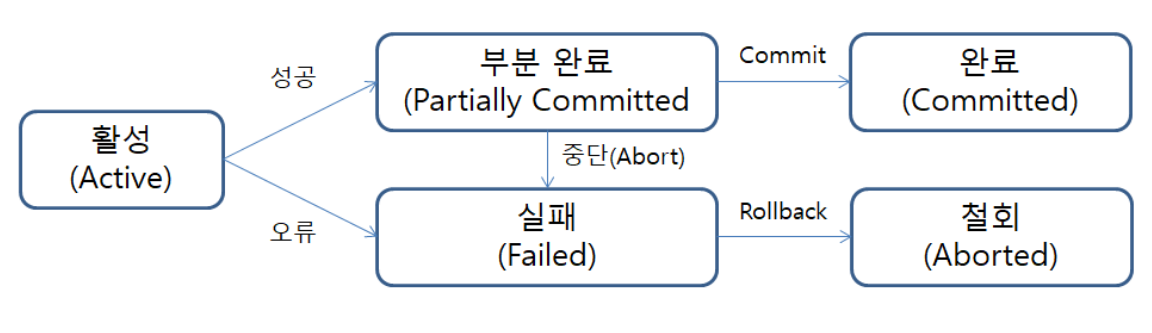 활성
(Active)
성공
오류
부분 완료
(Partially Committed
중단(Abort)
실패
(Failed)
Commit
Rollback
완료
(Committed)
철회
(Aborted)